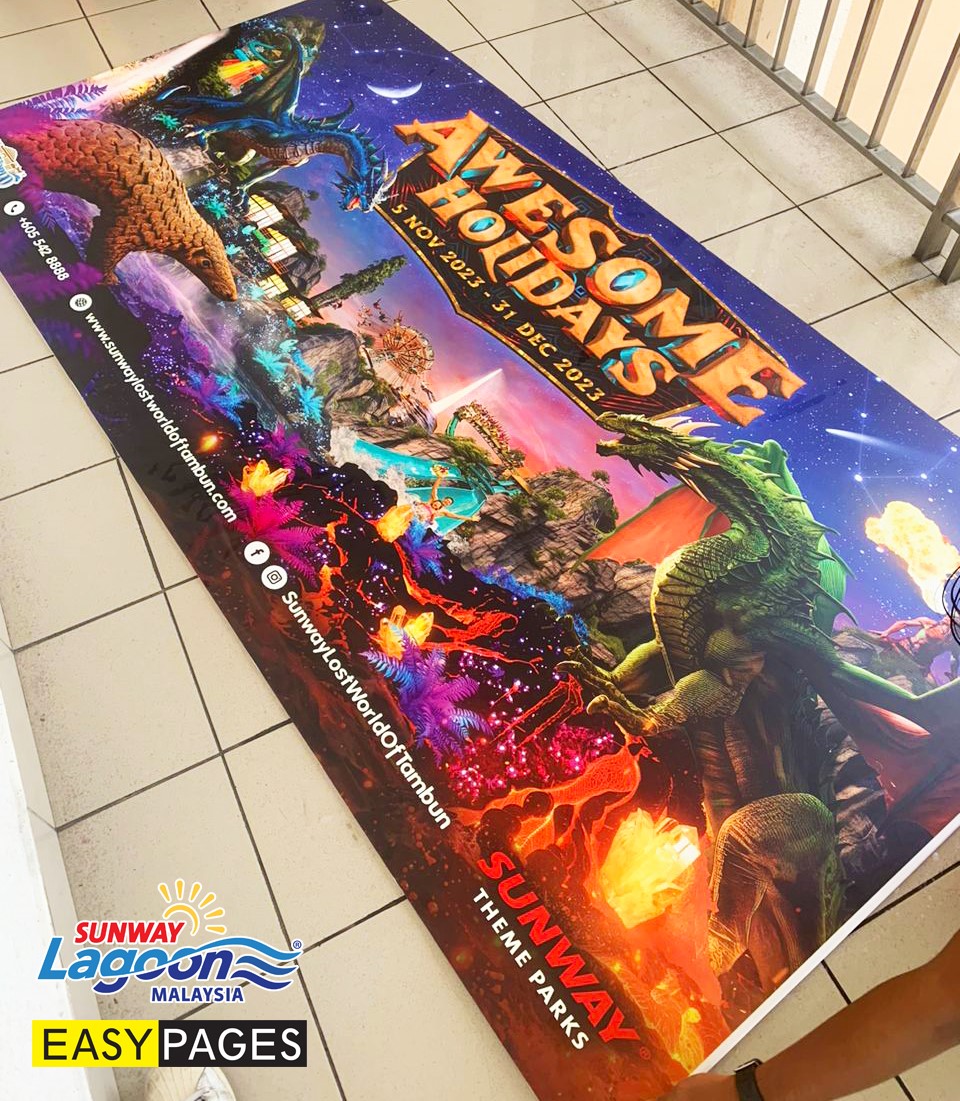 AWESOME
HOLIDAYS
5 NOV 2023 - 31 DEC 2023
+605 542 8888
www.sunwaylostworldoftambun.com
SunwayLostWorldOfTambun
SUNWAY®
THEME PARKS
SUNWAY
Lagoon®
MALAYSIA
EASY PAGES